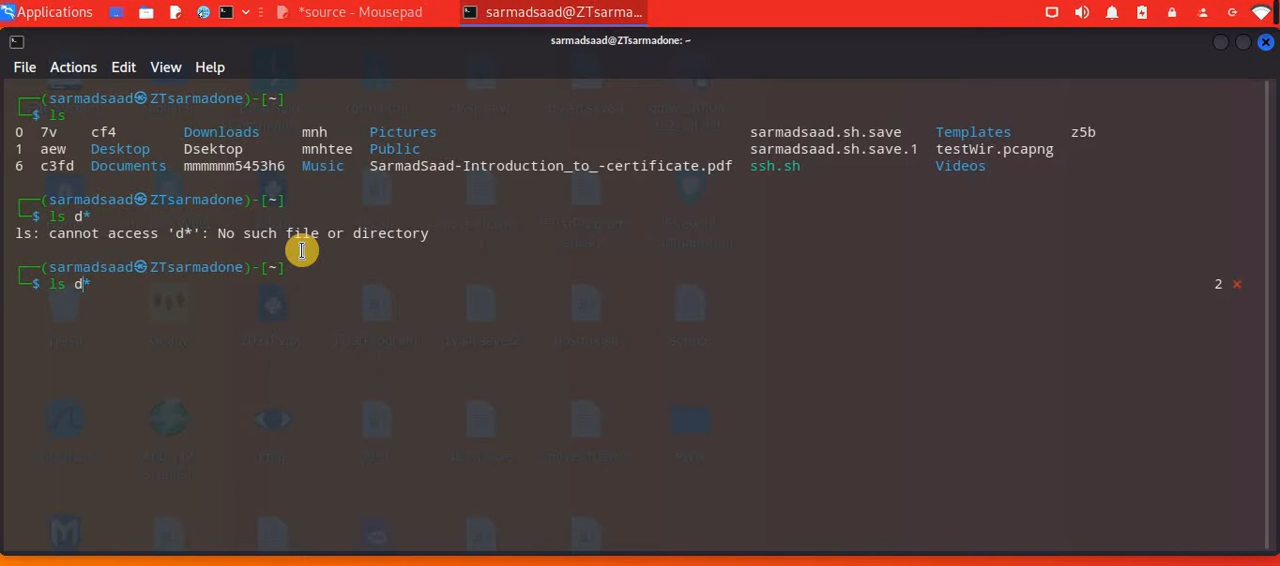 Applications *source - Mousepad sarmadsaad@ZTsarma...
sarmadsaad@ZTsarmadone: ~
File Actions Edit View Help
┌──(sarmadsaad㉿ZTsarmadone)-[~]
└─$ ls
0 7v cf4 Downloads mnh Pictures sarmadsaad.sh.save Templates z5b
1 aew Desktop Dsektop mnhtee Public sarmadsaad.sh.save.1 testWir.pcapng
6 c3fd Documents mmmmmm5453h6 Music SarmadSaad-Introduction_to_-certificate.pdf ssh.sh Videos
┌──(sarmadsaad㉿ZTsarmadone)-[~]
└─$ ls d*
ls: cannot access 'd*': No such file or directory
┌──(sarmadsaad㉿ZTsarmadone)-[~]
└─$ ls d* 2 ×